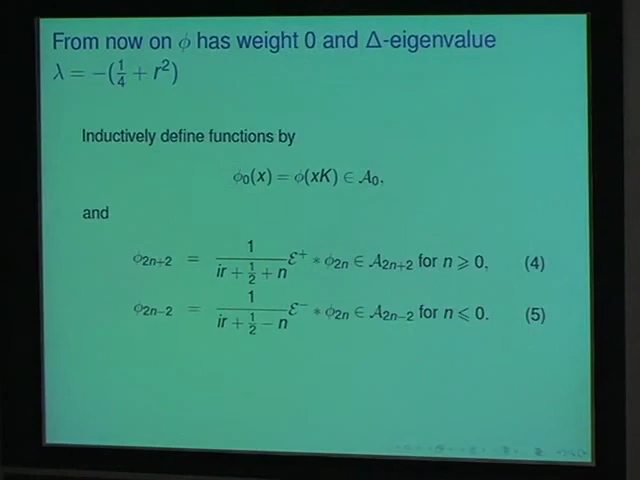 From now on ϕ has weight 0 and Δ-eigenvalue
λ = −(1/4 + r²)
Inductively define functions by
ϕ₀(x) = ϕ(xK) ∈ A₀,
and
ϕ₂ₙ₊₂ = 1/(ir + 1/2 + n) ℰ⁺ ∗ ϕ₂ₙ ∈ A₂ₙ₊₂ for n ⩾ 0, (4)
ϕ₂ₙ₋₂ = 1/(ir + 1/2 − n) ℰ⁻ ∗ ϕ₂ₙ ∈ A₂ₙ₋₂ for n ⩽ 0. (5)